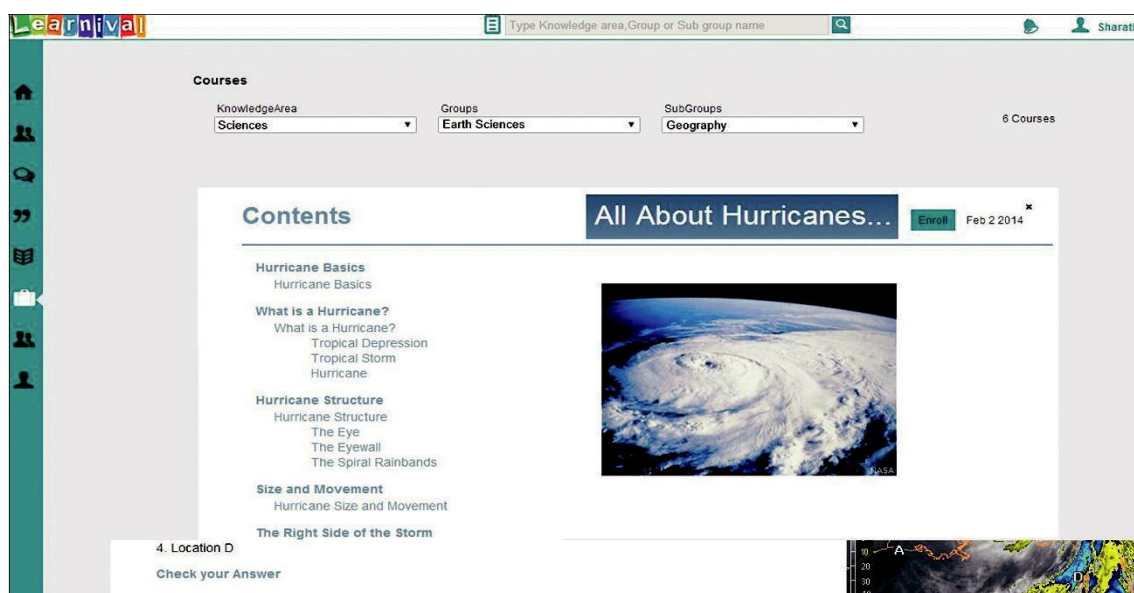 Learnival
Type Knowledge area,Group or Sub group name
Sharath
Courses
KnowledgeArea Groups SubGroups
Sciences Earth Sciences Geography
6 Courses
Contents
All About Hurricanes...
Enroll Feb 2 2014
Hurricane Basics
Hurricane Basics
What is a Hurricane?
What is a Hurricane?
Tropical Depression
Tropical Storm
Hurricane
Hurricane Structure
Hurricane Structure
The Eye
The Eyewall
The Spiral Rainbands
Size and Movement
Hurricane Size and Movement
The Right Side of the Storm
NASA
4. Location D
Check your Answer
10 A
20
D
30